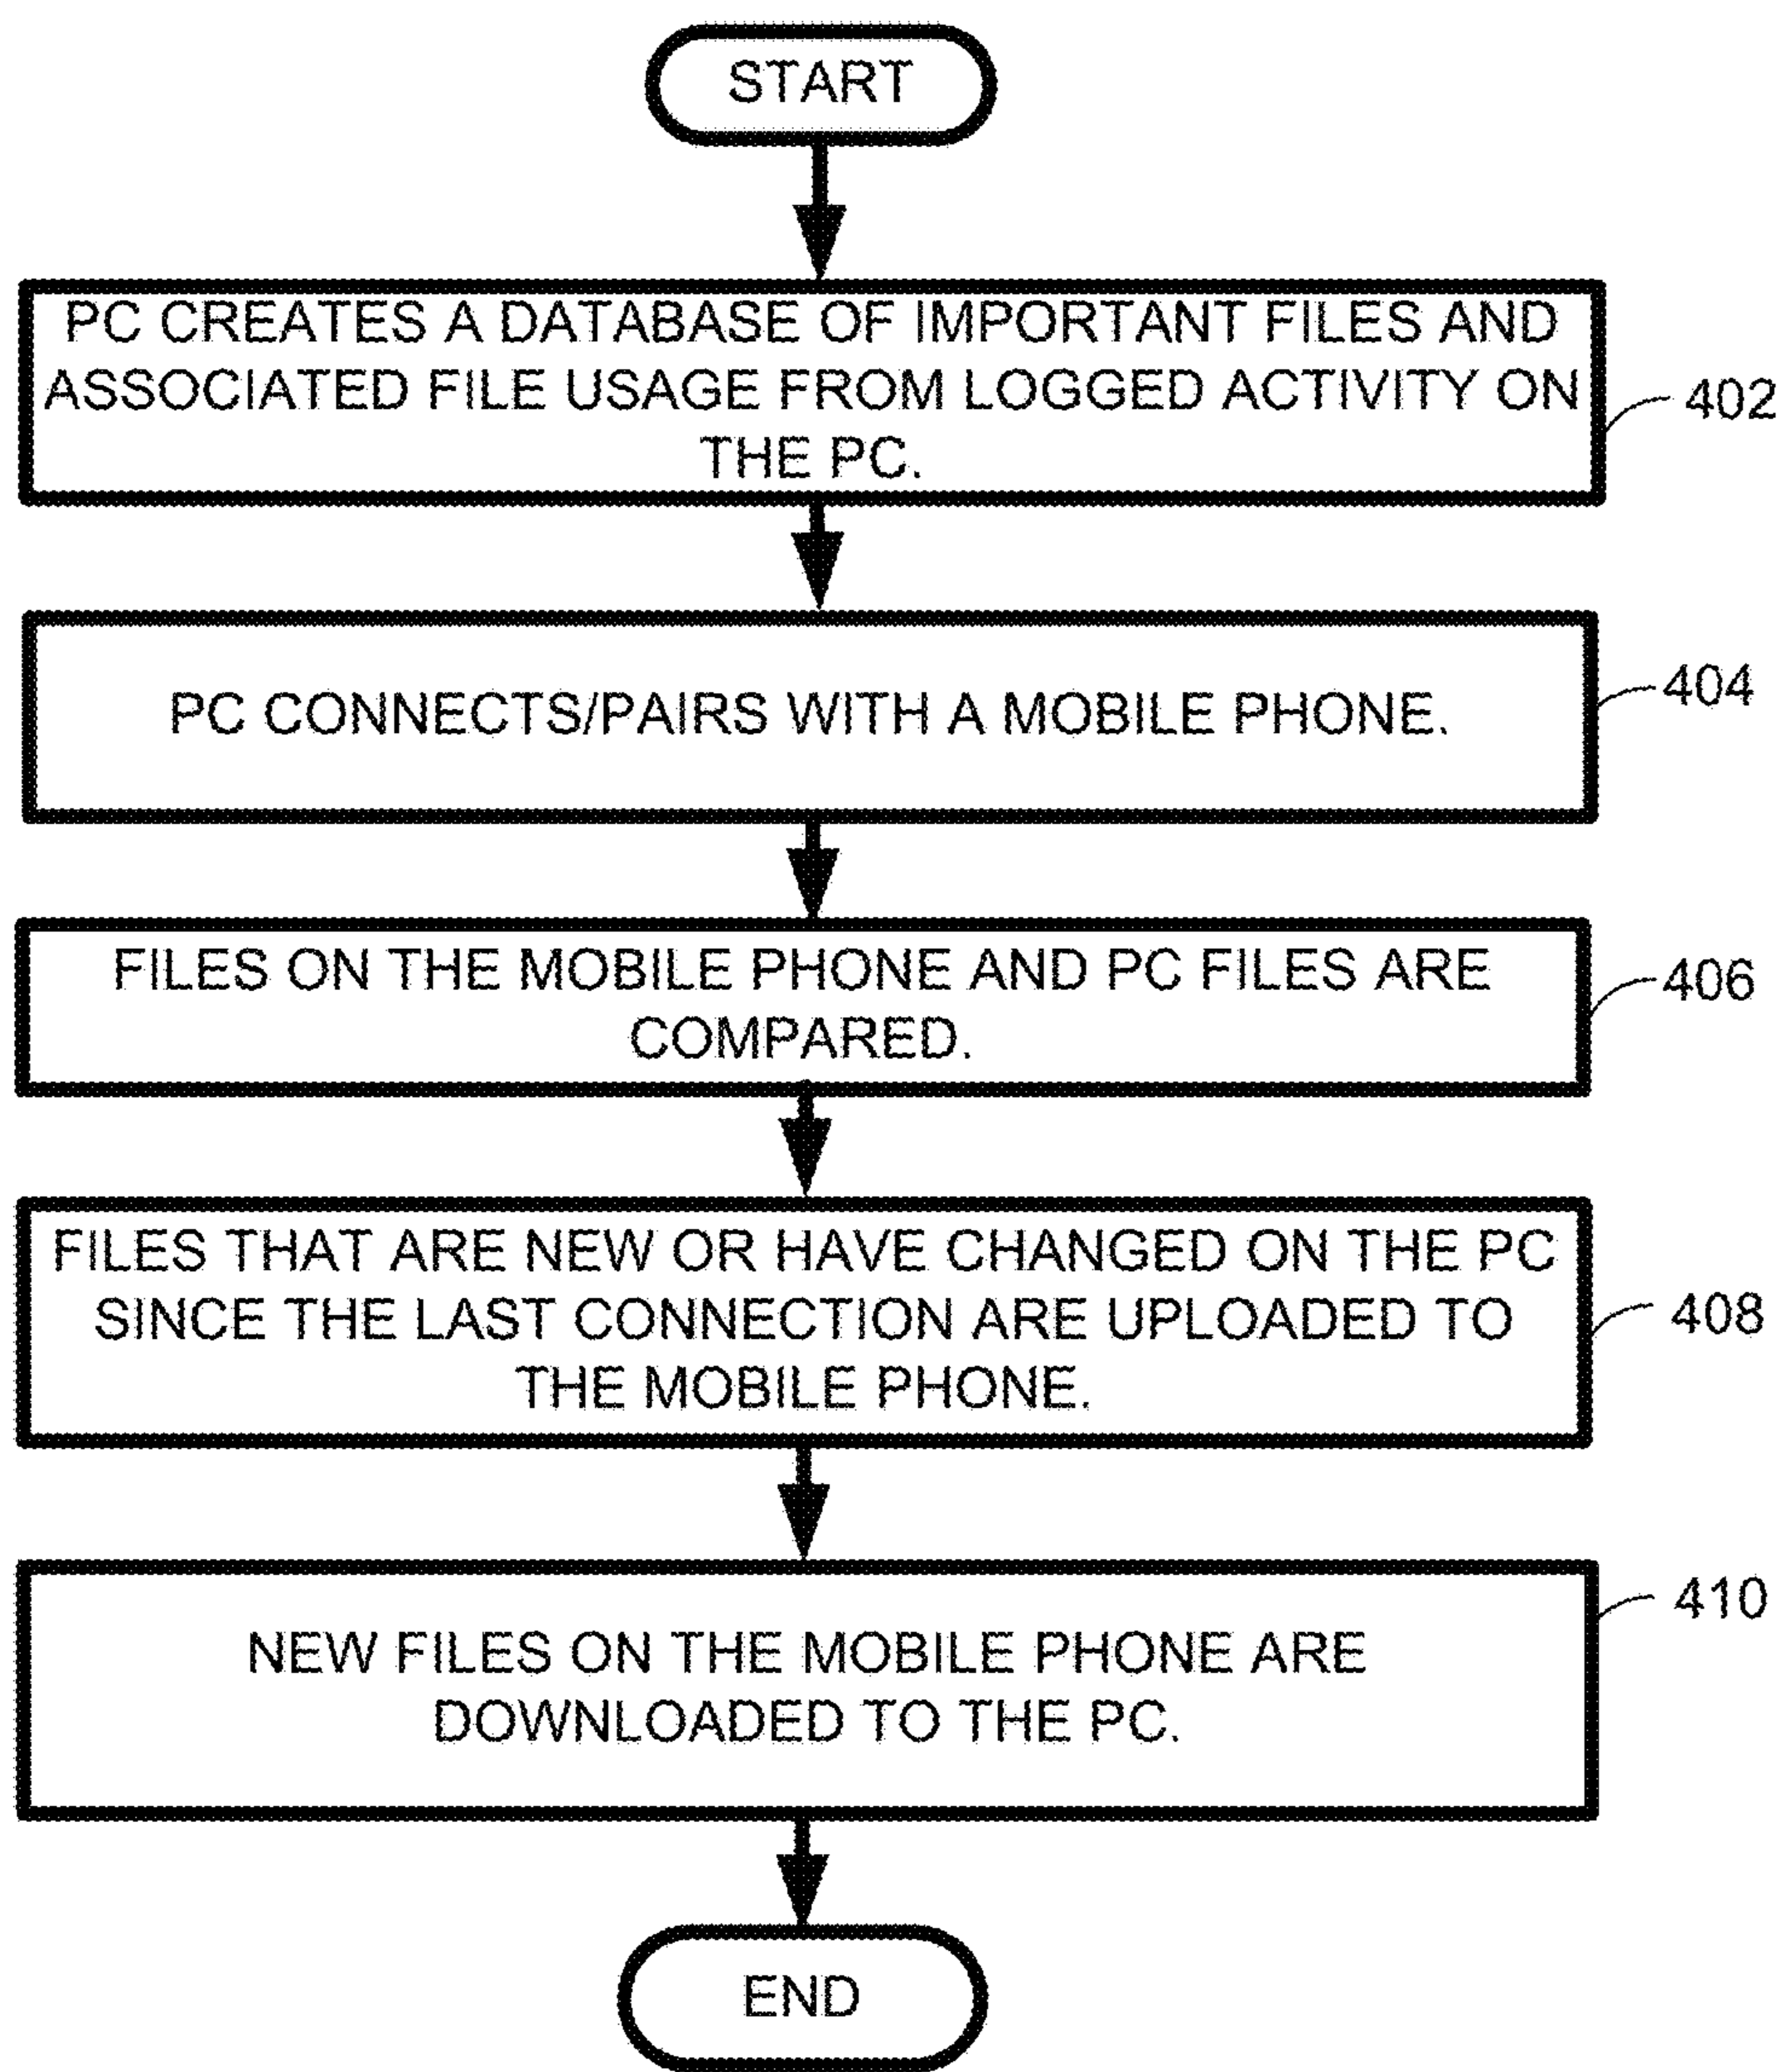 START
PC CREATES A DATABASE OF IMPORTANT FILES AND
ASSOCIATED FILE USAGE FROM LOGGED ACTIVITY ON
THE PC.
402
PC CONNECTS/PAIRS WITH A MOBILE PHONE.
404
FILES ON THE MOBILE PHONE AND PC FILES ARE
COMPARED.
406
FILES THAT ARE NEW OR HAVE CHANGED ON THE PC
SINCE THE LAST CONNECTION ARE UPLOADED TO
THE MOBILE PHONE.
408
NEW FILES ON THE MOBILE PHONE ARE
DOWNLOADED TO THE PC.
410
END